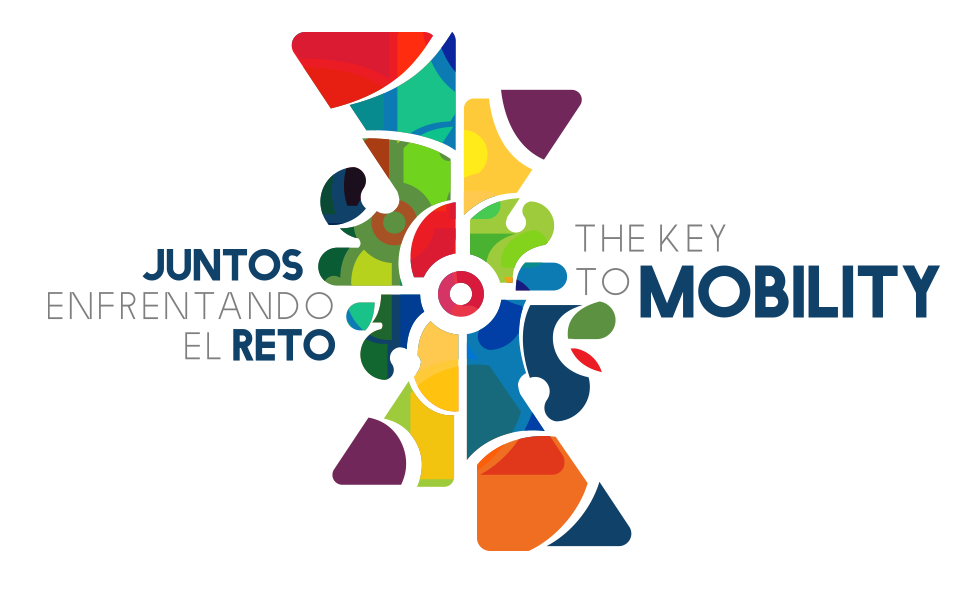 JUNTOS
ENFRENTANDO
EL RETO
THE KEY
TO MOBILITY